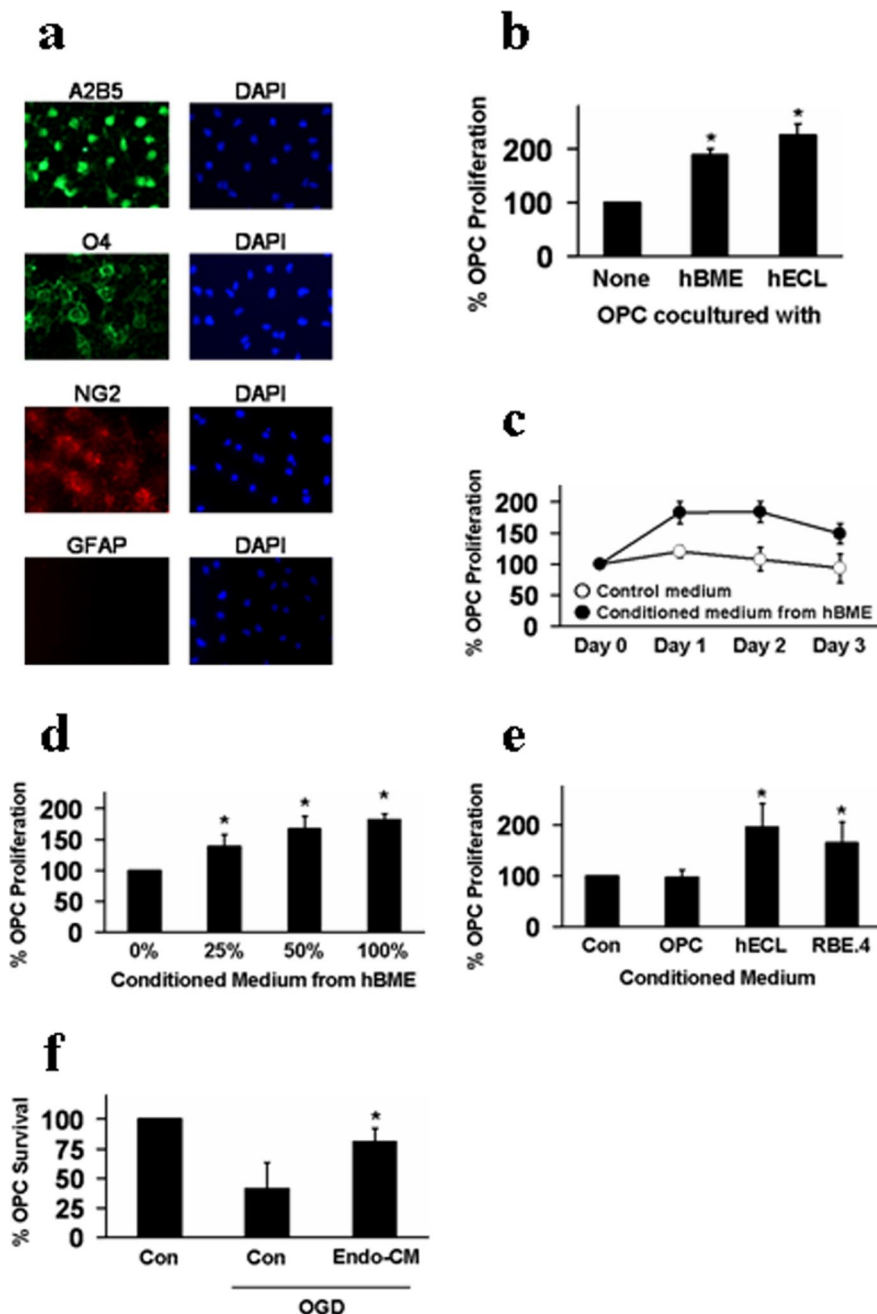 a
A2B5 DAPI
O4 DAPI
NG2 DAPI
GFAP DAPI
b
% OPC Proliferation
200
100
0
* *
None hBME hECL
OPC cocultured with
c
% OPC Proliferation
200
150
100
50
0
Control medium
Conditioned medium from hBME
Day 0 Day 1 Day 2 Day 3
d
% OPC Proliferation
200
150
100
50
0
* * *
0% 25% 50% 100%
Conditioned Medium from hBME
e
% OPC Proliferation
200
100
0
* *
Con OPC hECL RBE.4
Conditioned Medium
f
% OPC Survival
100
75
50
25
0
*
Con Con Endo-CM
OGD